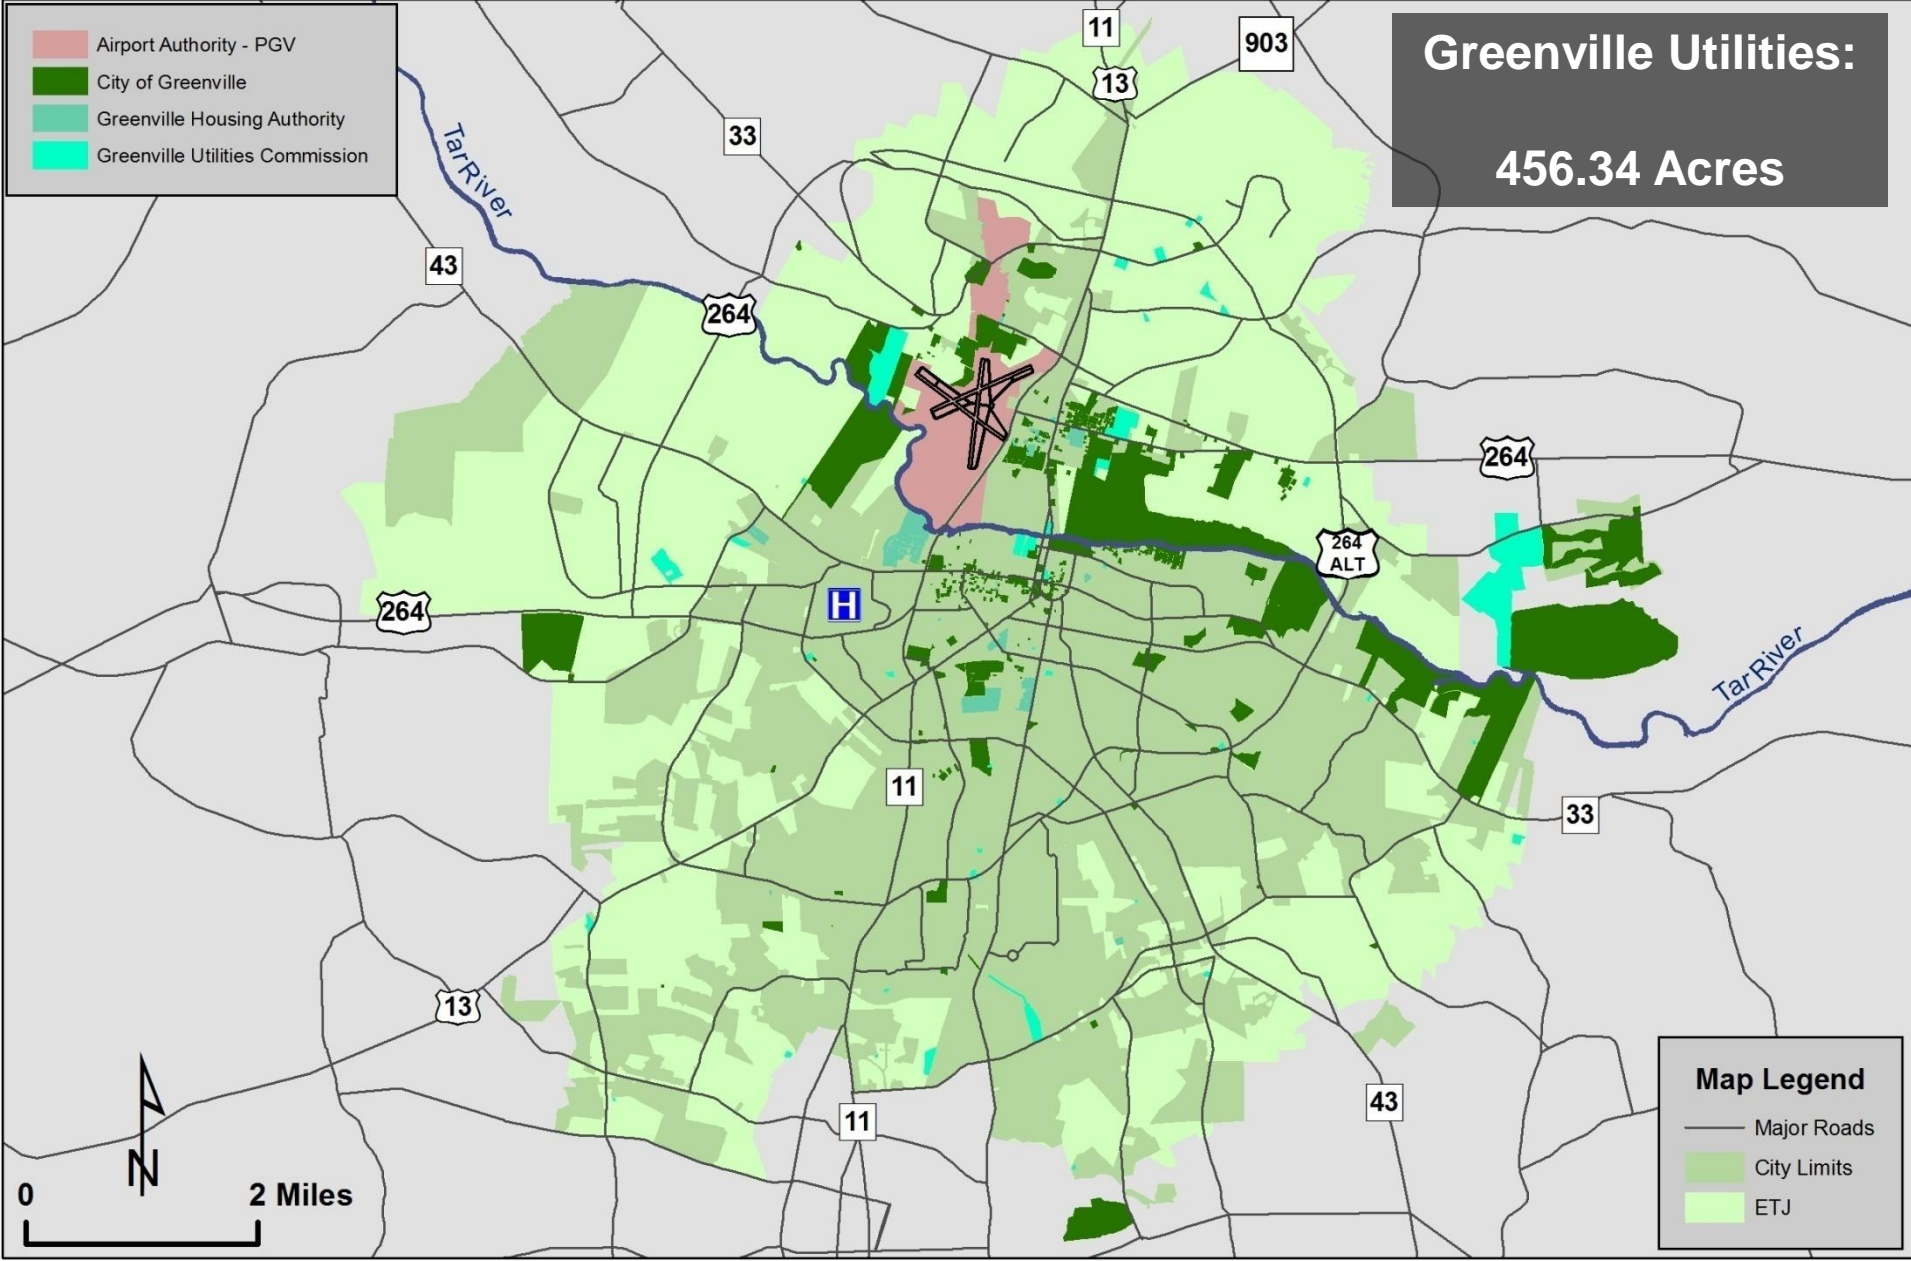 Airport Authority - PGV
City of Greenville
Greenville Housing Authority
Greenville Utilities Commission
Greenville Utilities:
456.34 Acres
11
903
13
33
Tar River
43
264
264
264
ALT
264
H
Tar River
11
33
13
11
43
N
0
2 Miles
Map Legend
Major Roads
City Limits
ETJ